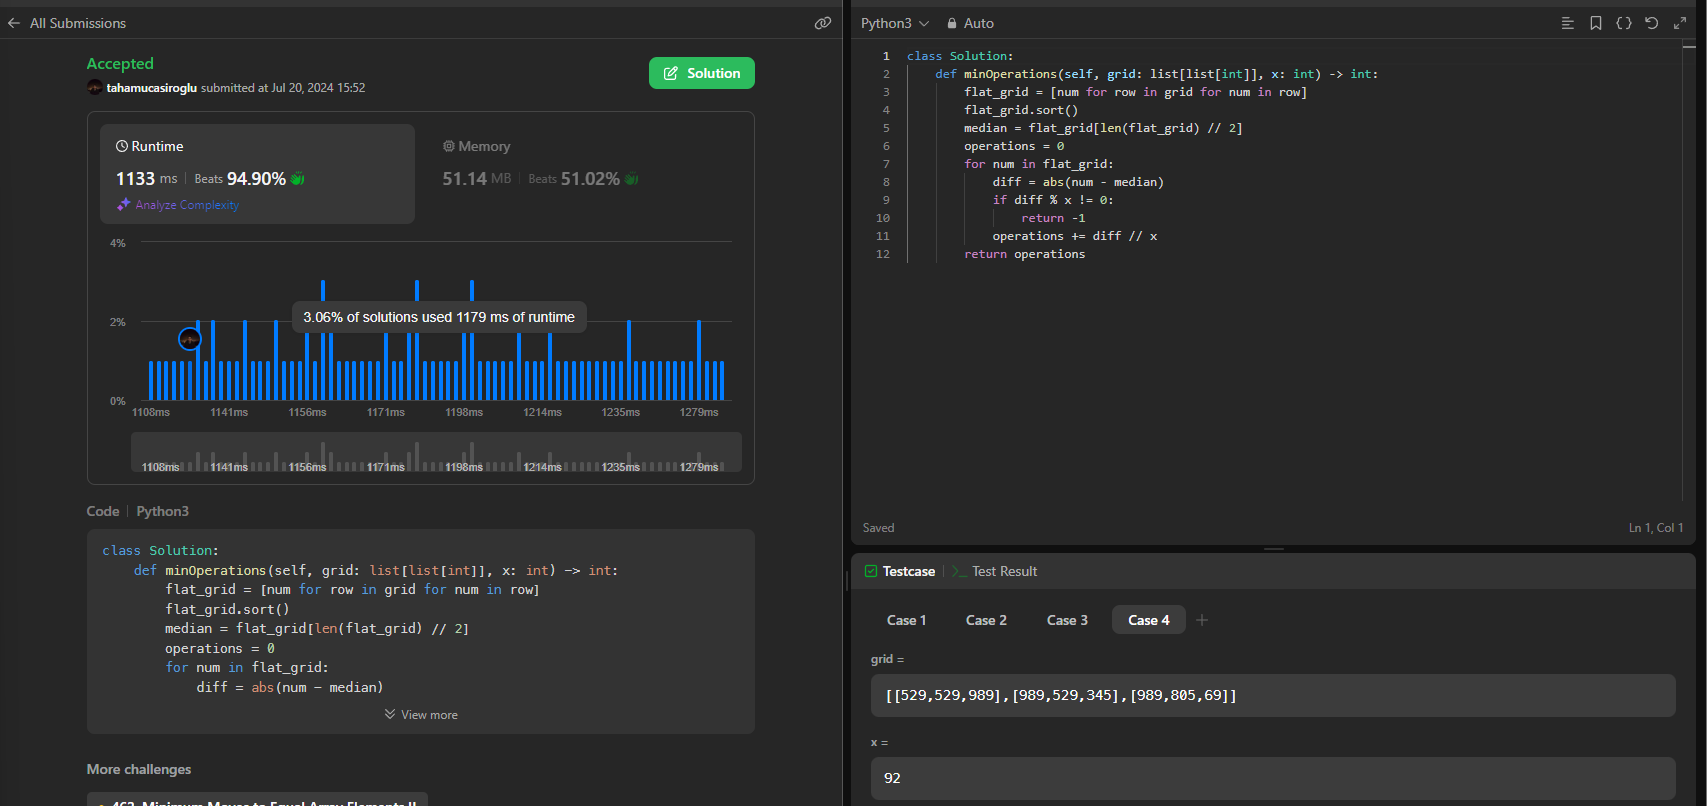 All Submissions
Accepted
tahamucasiroglu submitted at Jul 20, 2024 15:52
Solution
Runtime
1133 ms | Beats 94.90%
Analyze Complexity
Memory
51.14 MB | Beats 51.02%
4%
2%
0%
3.06% of solutions used 1179 ms of runtime
1108ms 1141ms 1156ms 1171ms 1198ms 1214ms 1235ms 1279ms
1108ms 1141ms 1156ms 1171ms 1198ms 1214ms 1235ms 1279ms
Code | Python3
class Solution:
    def minOperations(self, grid: list[list[int]], x: int) -> int:
        flat_grid = [num for row in grid for num in row]
        flat_grid.sort()
        median = flat_grid[len(flat_grid) // 2]
        operations = 0
        for num in flat_grid:
            diff = abs(num - median)
View more
More challenges
462. Minimum Moves to Equal Array Elements II
Python3 Auto
1 class Solution:
2     def minOperations(self, grid: list[list[int]], x: int) -> int:
3         flat_grid = [num for row in grid for num in row]
4         flat_grid.sort()
5         median = flat_grid[len(flat_grid) // 2]
6         operations = 0
7         for num in flat_grid:
8             diff = abs(num - median)
9             if diff % x != 0:
10                 return -1
11             operations += diff // x
12         return operations
Saved
Ln 1, Col 1
Testcase | >_ Test Result
Case 1 Case 2 Case 3 Case 4 +
grid =
[[529,529,989],[989,529,345],[989,805,69]]
x =
92